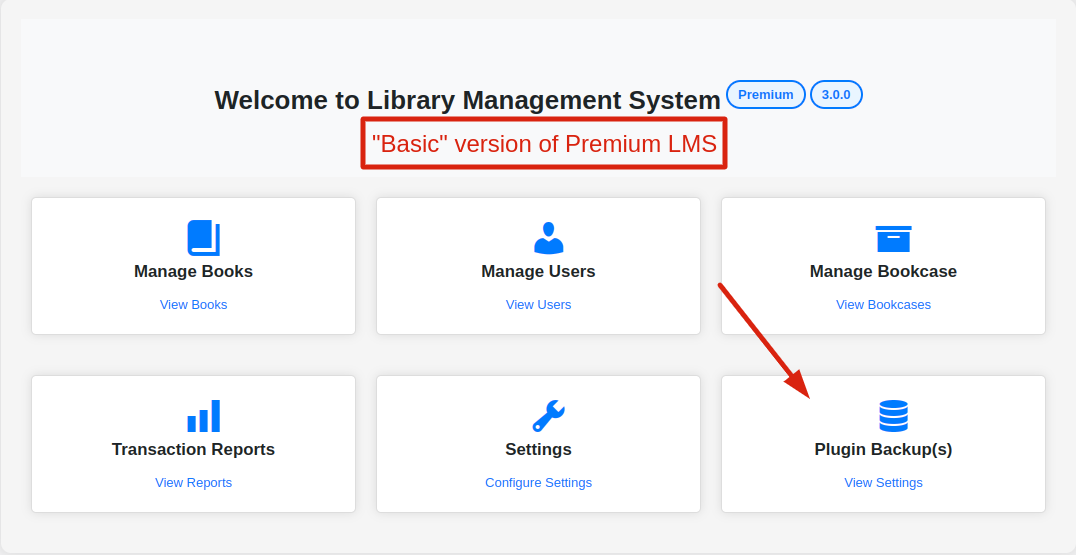 Welcome to Library Management System Premium 3.0.0
"Basic" version of Premium LMS
Manage Books
View Books
Manage Users
View Users
Manage Bookcase
View Bookcases
Transaction Reports
View Reports
Settings
Configure Settings
Plugin Backup(s)
View Settings